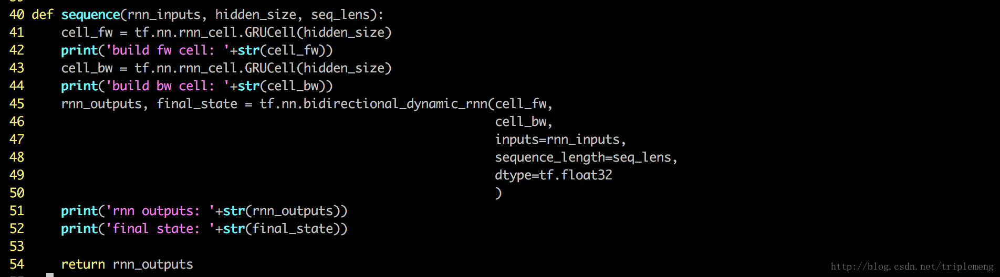 40 def sequence(rnn_inputs, hidden_size, seq_lens):
41     cell_fw = tf.nn.rnn_cell.GRUCell(hidden_size)
42     print('build fw cell: '+str(cell_fw))
43     cell_bw = tf.nn.rnn_cell.GRUCell(hidden_size)
44     print('build bw cell: '+str(cell_bw))
45     rnn_outputs, final_state = tf.nn.bidirectional_dynamic_rnn(cell_fw,
46                                                                cell_bw,
47                                                                inputs=rnn_inputs,
48                                                                sequence_length=seq_lens,
49                                                                dtype=tf.float32
50                                                                )
51     print('rnn outputs: '+str(rnn_outputs))
52     print('final state: '+str(final_state))
53
54     return rnn_outputs
http://blog.csdn.net/triplemeng